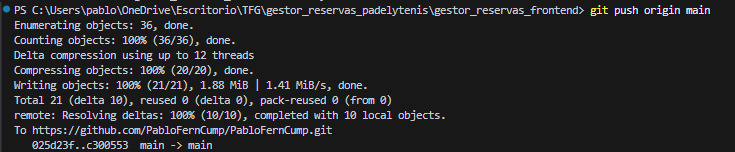 PS C:\Users\pablo\OneDrive\Escritorio\TFG\gestor_reservas_padelytenis\gestor_reservas_frontend> git push origin main
Enumerating objects: 36, done.
Counting objects: 100% (36/36), done.
Delta compression using up to 12 threads
Compressing objects: 100% (20/20), done.
Writing objects: 100% (21/21), 1.88 MiB | 1.41 MiB/s, done.
Total 21 (delta 10), reused 0 (delta 0), pack-reused 0 (from 0)
remote: Resolving deltas: 100% (10/10), completed with 10 local objects.
To https://github.com/PabloFernCump/PabloFernCump.git
   025d23f..c300553  main -> main